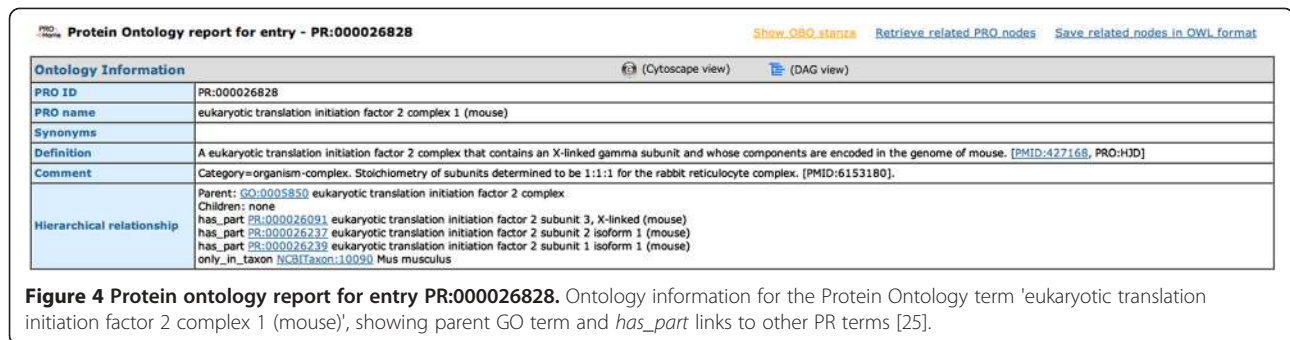 PRO Home Protein Ontology report for entry - PR:000026828 Show OBO stanza Retrieve related PRO nodes Save related nodes in OWL format
Ontology Information (Cytoscape view) (DAG view)
PRO ID PR:000026828
PRO name eukaryotic translation initiation factor 2 complex 1 (mouse)
Synonyms
Definition A eukaryotic translation initiation factor 2 complex that contains an X-linked gamma subunit and whose components are encoded in the genome of mouse. [PMID:427168, PRO:HJD]
Comment Category=organism-complex. Stoichiometry of subunits determined to be 1:1:1 for the rabbit reticulocyte complex. [PMID:6153180].
Hierarchical relationship
Parent: GO:0005850 eukaryotic translation initiation factor 2 complex
Children: none
has_part PR:000026091 eukaryotic translation initiation factor 2 subunit 3, X-linked (mouse)
has_part PR:000026237 eukaryotic translation initiation factor 2 subunit 2 isoform 1 (mouse)
has_part PR:000026239 eukaryotic translation initiation factor 2 subunit 1 isoform 1 (mouse)
only_in_taxon NCBITaxon:10090 Mus musculus
Figure 4 Protein ontology report for entry PR:000026828. Ontology information for the Protein Ontology term 'eukaryotic translation
initiation factor 2 complex 1 (mouse)', showing parent GO term and has_part links to other PR terms [25].